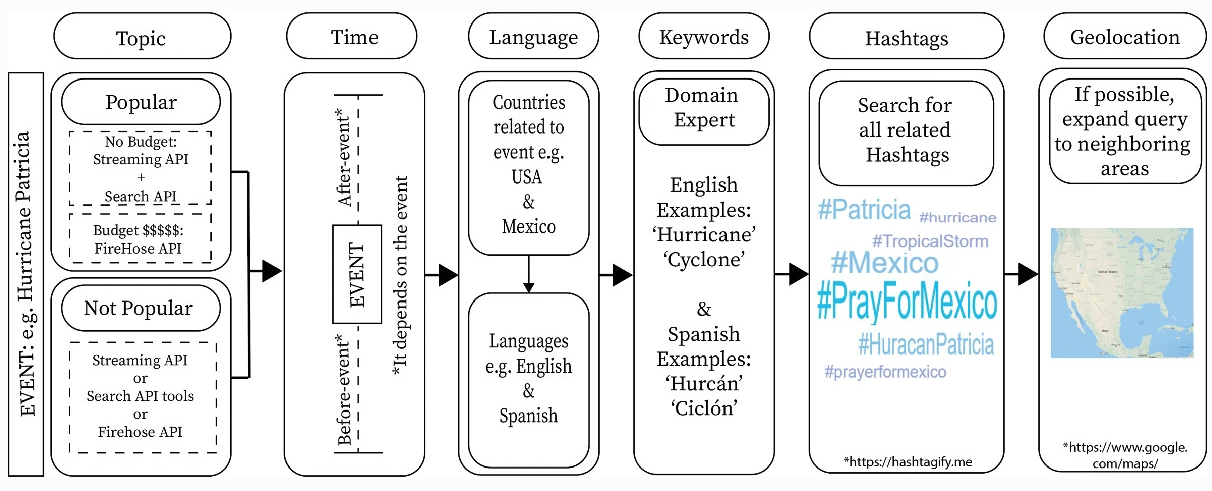 Topic
Time
Language
Keywords
Hashtags
Geolocation
EVENT: e.g. Hurricane Patricia
Popular
No Budget:
Streaming API
+
Search API
Budget $$$$$:
FireHose API
Not Popular
Streaming API
or
Search API tools
or
Firehose API
After-event*
EVENT
Before-event*
*It depends on the event
Countries
related to
event e.g.
USA
&
Mexico
Languages
e.g. English
&
Spanish
Domain
Expert
English
Examples:
‘Hurricane’
‘Cyclone’
&
Spanish
Examples:
‘Hurcán’
‘Ciclón’
Search for
all related
Hashtags
#Patricia #hurricane
#TropicalStorm
#Mexico
#PrayForMexico
#HuracanPatricia
#prayerformexico
*https://hashtagify.me
If possible,
expand query
to neighboring
areas
*https://www.google.
com/maps/